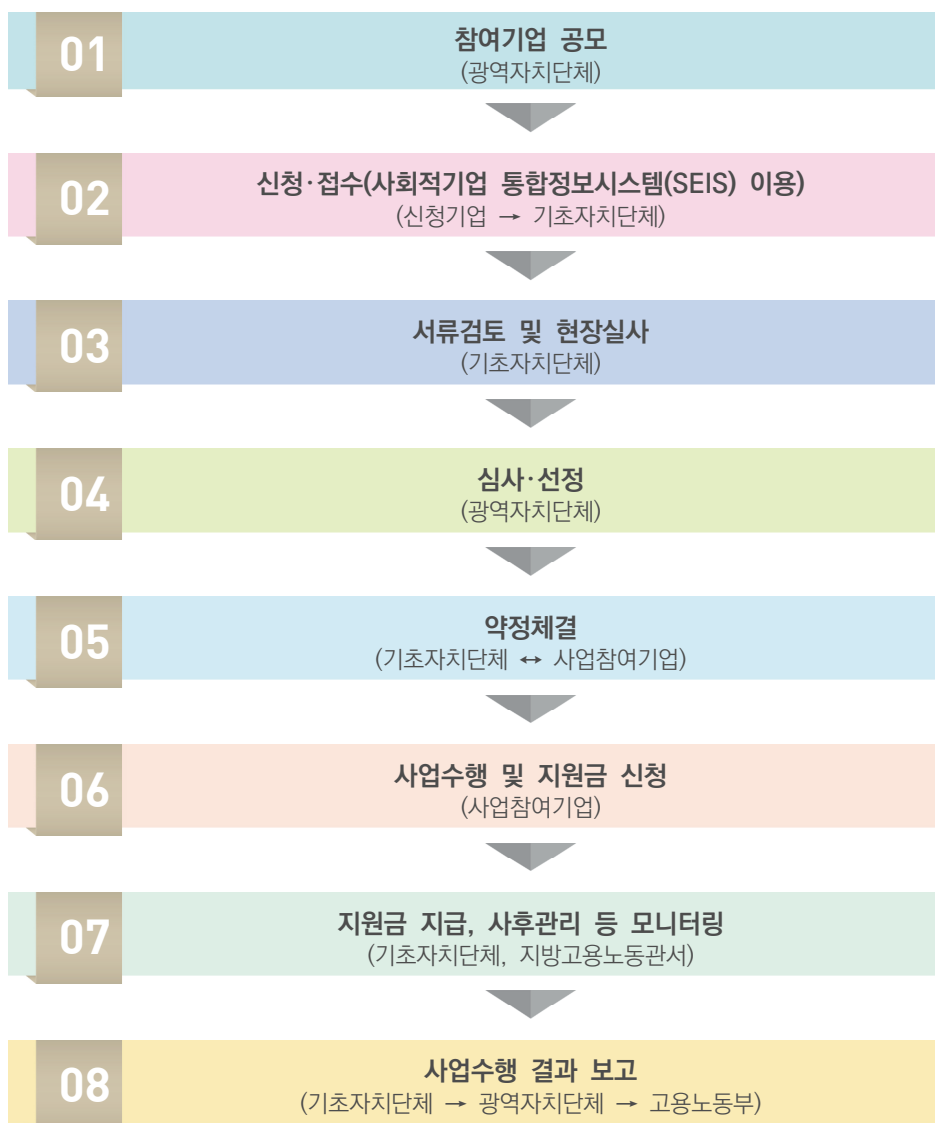 01
참여기업 공모
(광역자치단체)
02
신청·접수(사회적기업 통합정보시스템(SEIS) 이용)
(신청기업 → 기초자치단체)
03
서류검토 및 현장실사
(기초자치단체)
04
심사·선정
(광역자치단체)
05
약정체결
(기초자치단체 ↔ 사업참여기업)
06
사업수행 및 지원금 신청
(사업참여기업)
07
지원금 지급, 사후관리 등 모니터링
(기초자치단체, 지방고용노동관서)
08
사업수행 결과 보고
(기초자치단체 → 광역자치단체 → 고용노동부)